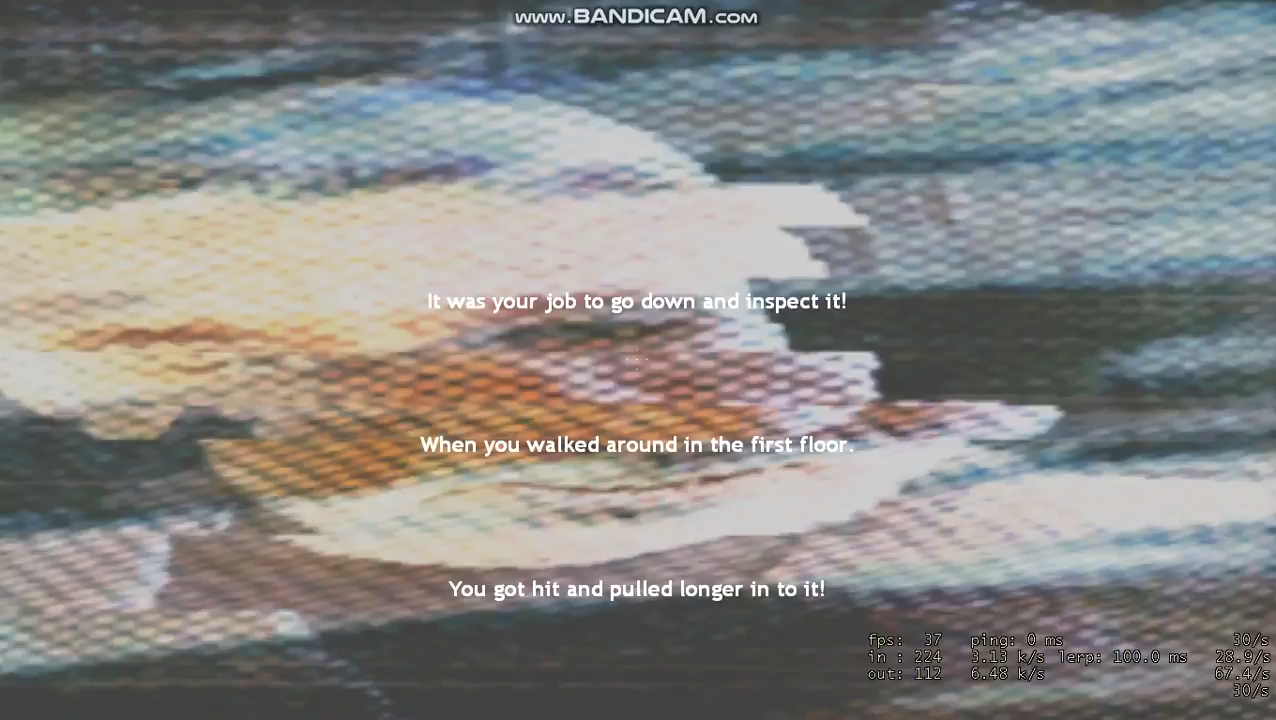 www.BANDICAM.COM
It was your job to go down and inspect it!
When you walked around in the first floor.
You got hit and pulled longer in to it!
fps: 37 ping: 0 ms 30/s
in : 224 3.13 k/s lerp: 100.0 ms 28.9/s
out: 112 6.48 k/s 67.4/s
30/s